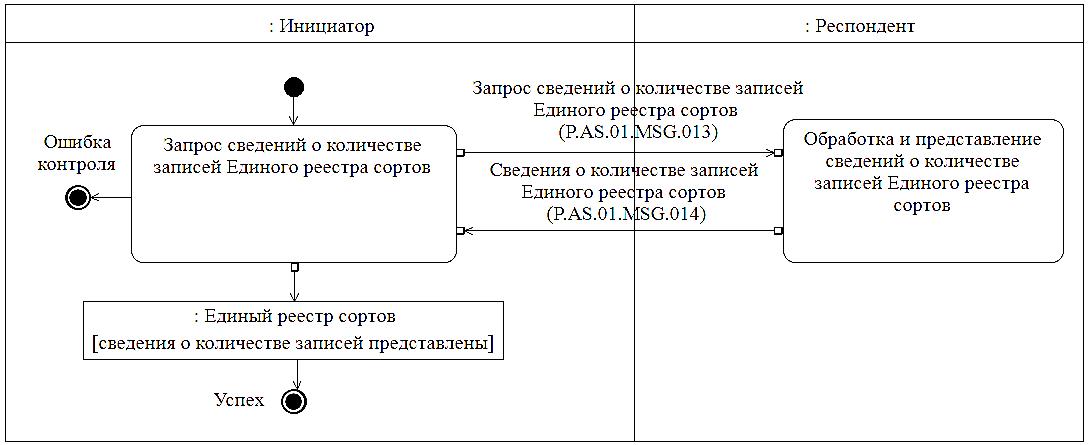 : Инициатор
: Респондент
Запрос сведений о количестве записей
Единого реестра сортов
(P.AS.01.MSG.013)
Ошибка
контроля
Запрос сведений о количестве
записей Единого реестра сортов
Обработка и представление
сведений о количестве
записей Единого реестра
сортов
Сведения о количестве записей
Единого реестра сортов
(P.AS.01.MSG.014)
: Единый реестр сортов
[сведения о количестве записей представлены]
Успех